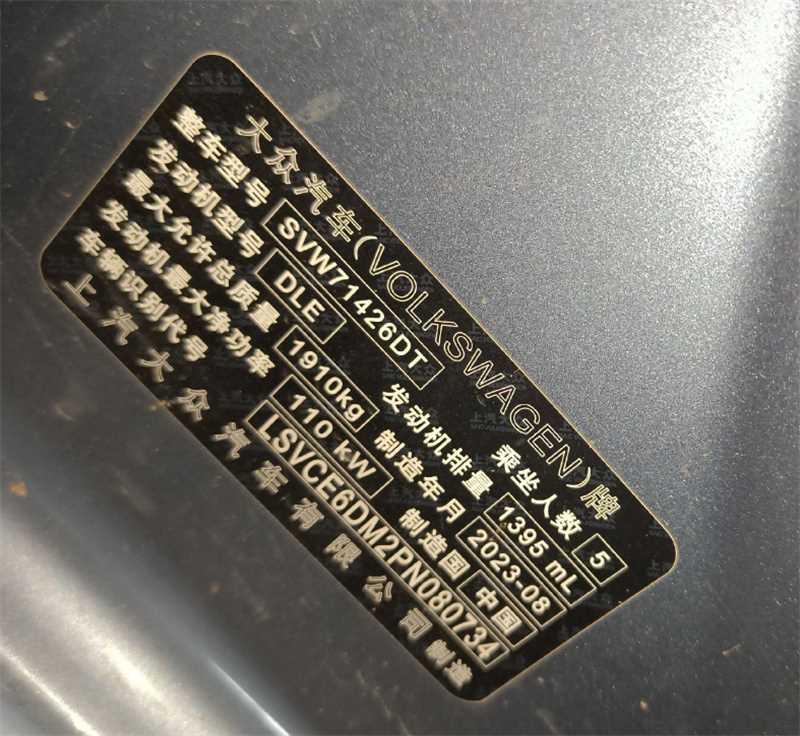 大众汽车(VOLKSWAGEN)牌
整车型号 SVW71426DT 乘坐人数 5
发动机型号 DLE 发动机排量 1395 mL
最大允许总质量 1910kg 制造年月 2023-08
发动机最大净功率 110 kW 制造国 中国
车辆识别代号 LSVCE6DM2PN080734
上汽大众汽车有限公司制造